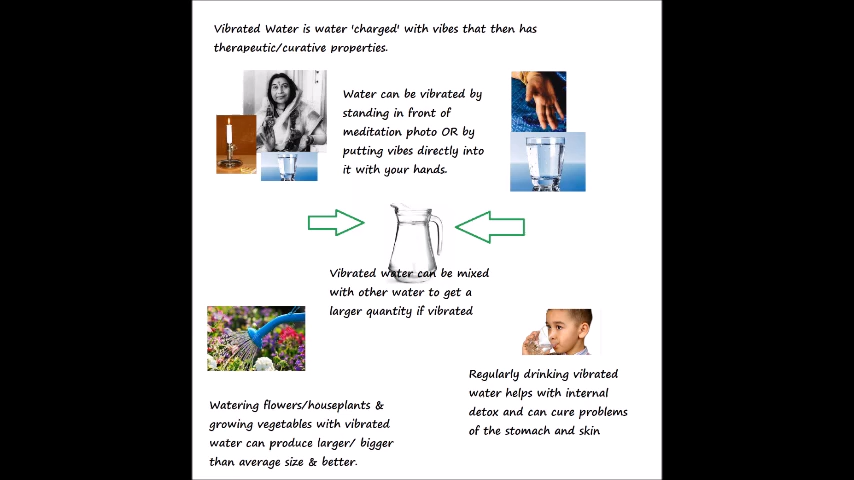 Vibrated Water is water 'charged' with vibes that then has
therapeutic/curative properties.
Water can be vibrated by
standing in front of
meditation photo OR by
putting vibes directly into
it with your hands.
Vibrated water can be mixed
with other water to get a
larger quantity if vibrated
Regularly drinking vibrated
water helps with internal
detox and can cure problems
of the stomach and skin
Watering flowers/houseplants &
growing vegetables with vibrated
water can produce larger/ bigger
than average size & better.